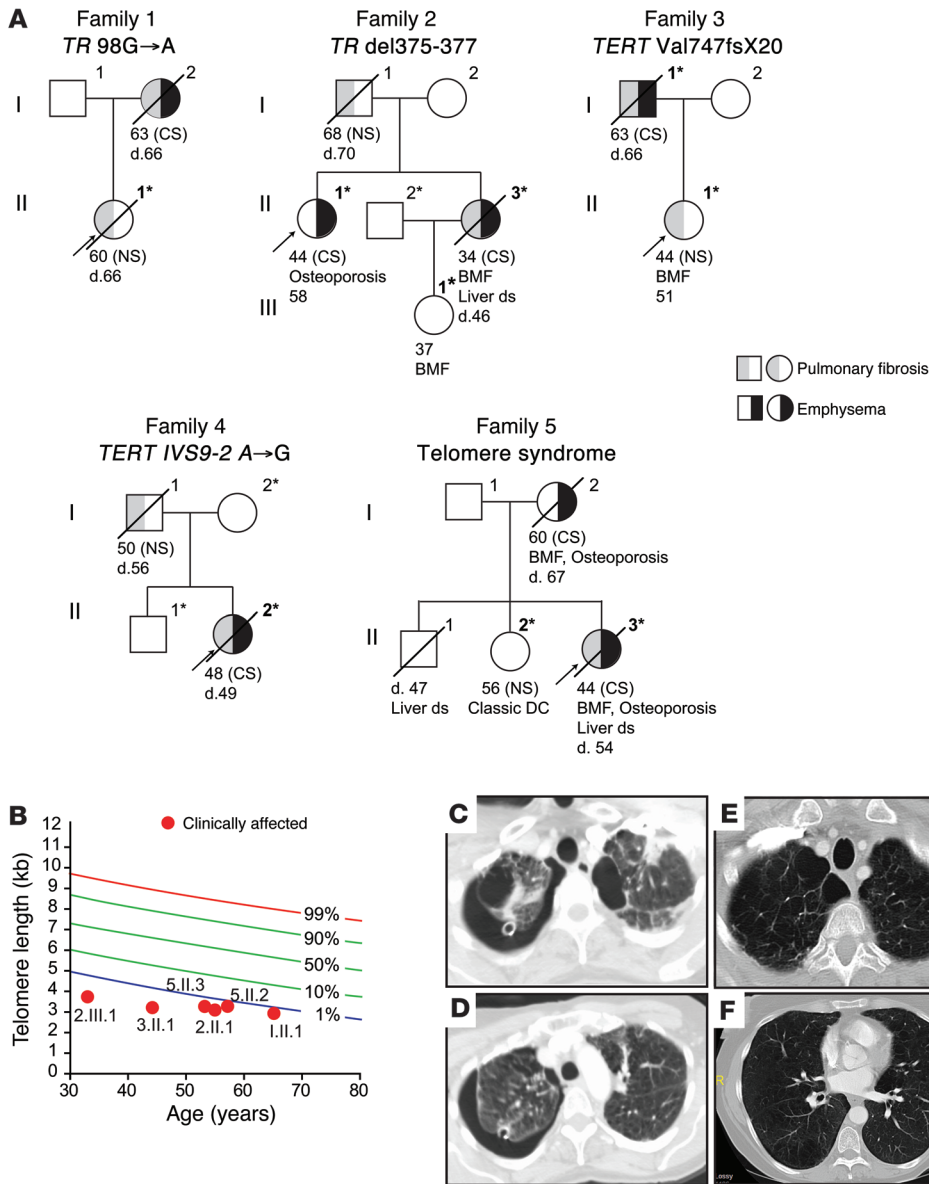 A
Family 1
TR 98G→A
I
1
2
63 (CS)
d.66
II
1*
60 (NS)
d.66
Family 2
TR del375-377
I
1
2
68 (NS)
d.70
II
1*
2*
3*
44 (CS)
Osteoporosis
58
34 (CS)
BMF
Liver ds
d.46
III
1*
37
BMF
Family 3
TERT Val747fsX20
I
1*
2
63 (CS)
d.66
II
1*
44 (NS)
BMF
51
Pulmonary fibrosis
Emphysema
Family 4
TERT IVS9-2 A→G
I
1
2*
50 (NS)
d.56
II
1*
2*
48 (CS)
d.49
Family 5
Telomere syndrome
I
1
2
60 (CS)
BMF, Osteoporosis
d. 67
II
1
2*
3*
d. 47
Liver ds
56 (NS)
Classic DC
44 (CS)
BMF, Osteoporosis
Liver ds
d. 54
B
Clinically affected
Telomere length (kb)
12
11
10
9
8
7
6
5
4
3
2
1
0
99%
90%
50%
10%
1%
5.II.3
5.II.2
2.III.1
3.II.1
2.II.1
I.II.1
30
40
50
60
70
80
Age (years)
C
D
E
F
R